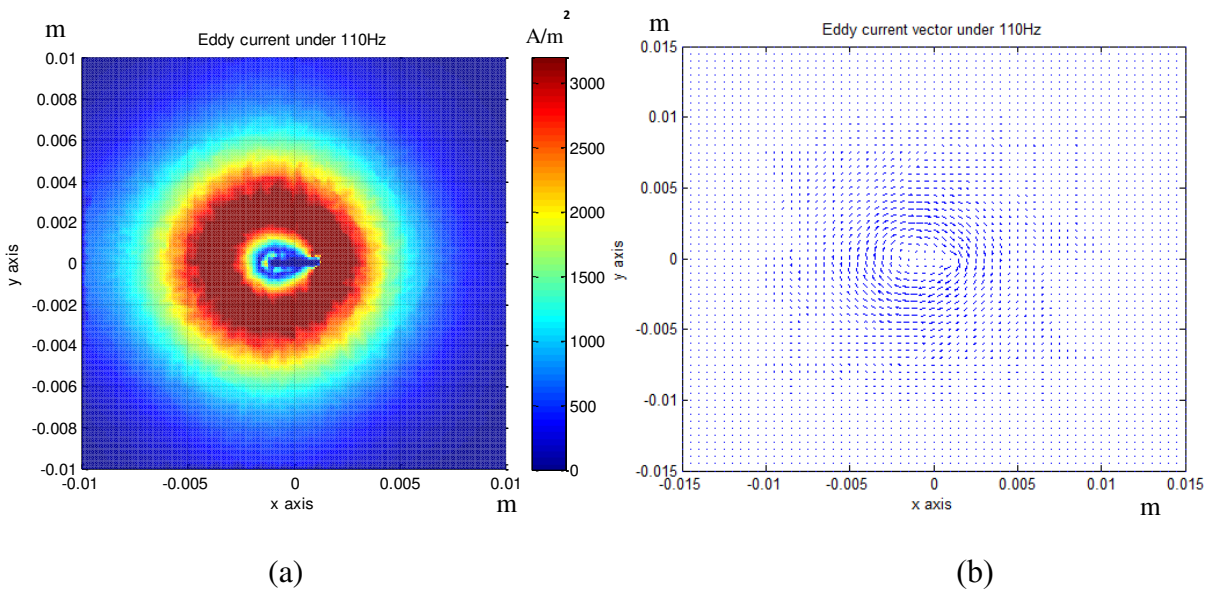 m
Eddy current under 110Hz
A/m²
0.01
0.008
0.006
0.004
0.002
0
-0.002
-0.004
-0.006
-0.008
-0.01
y axis
-0.01 -0.005 0 0.005 0.01
x axis
m
3000
2500
2000
1500
1000
500
0
(a)
m
Eddy current vector under 110Hz
0.015
0.01
0.005
0
-0.005
-0.01
-0.015
y axis
-0.015 -0.01 -0.005 0 0.005 0.01 0.015
x axis
m
(b)